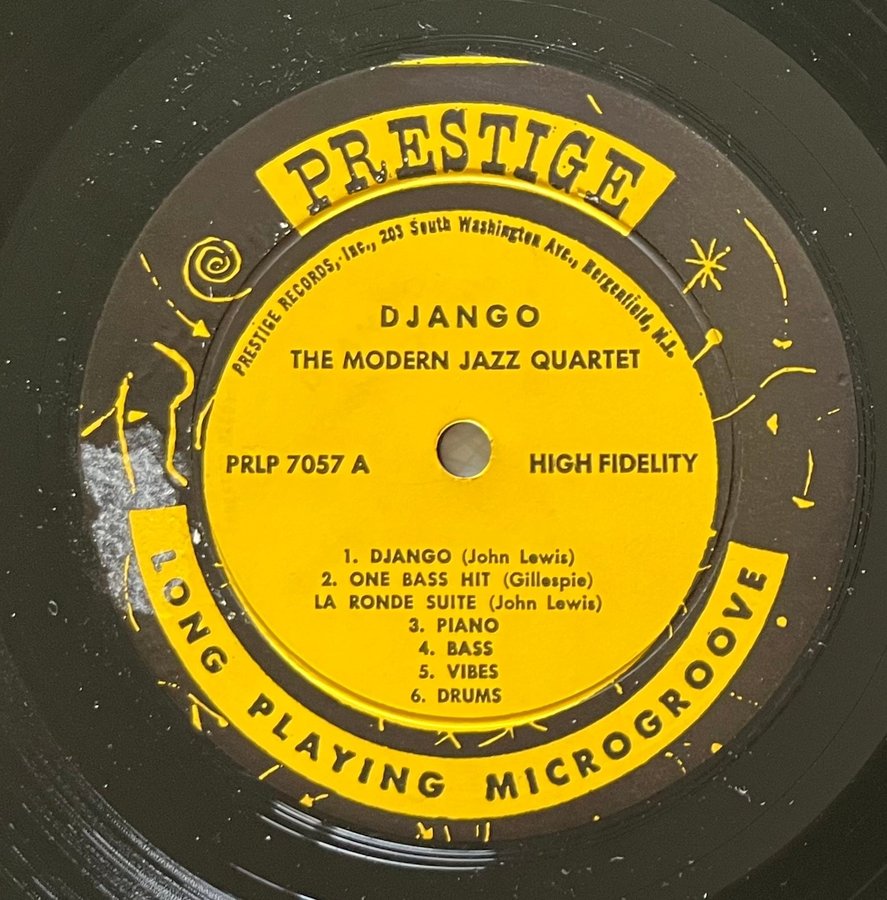 PRESTIGE
PRESTIGE RECORDS, Inc., 203 South Washington Ave., Bergenfield, N.J.
DJANGO
THE MODERN JAZZ QUARTET
PRLP 7057 A
HIGH FIDELITY
1. DJANGO (John Lewis)
2. ONE BASS HIT (Gillespie)
LA RONDE SUITE (John Lewis)
3. PIANO
4. BASS
5. VIBES
6. DRUMS
LONG PLAYING MICROGROOVE